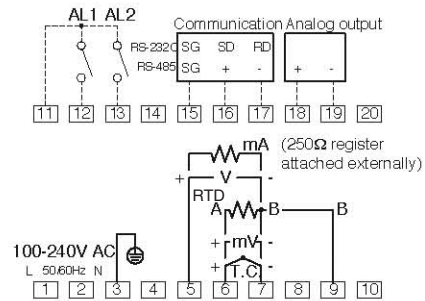 AL1 AL2
Communication Analog output
RS-232C SG SD RD
RS-485 SG + - + -
11 12 13 14 15 16 17 18 19 20
mA (250Ω register
attached externally)
+ V -
RTD
A B B
100-240V AC
+ mV -
L 50/60Hz N
+ T.C -
1 2 3 4 5 6 7 8 9 10